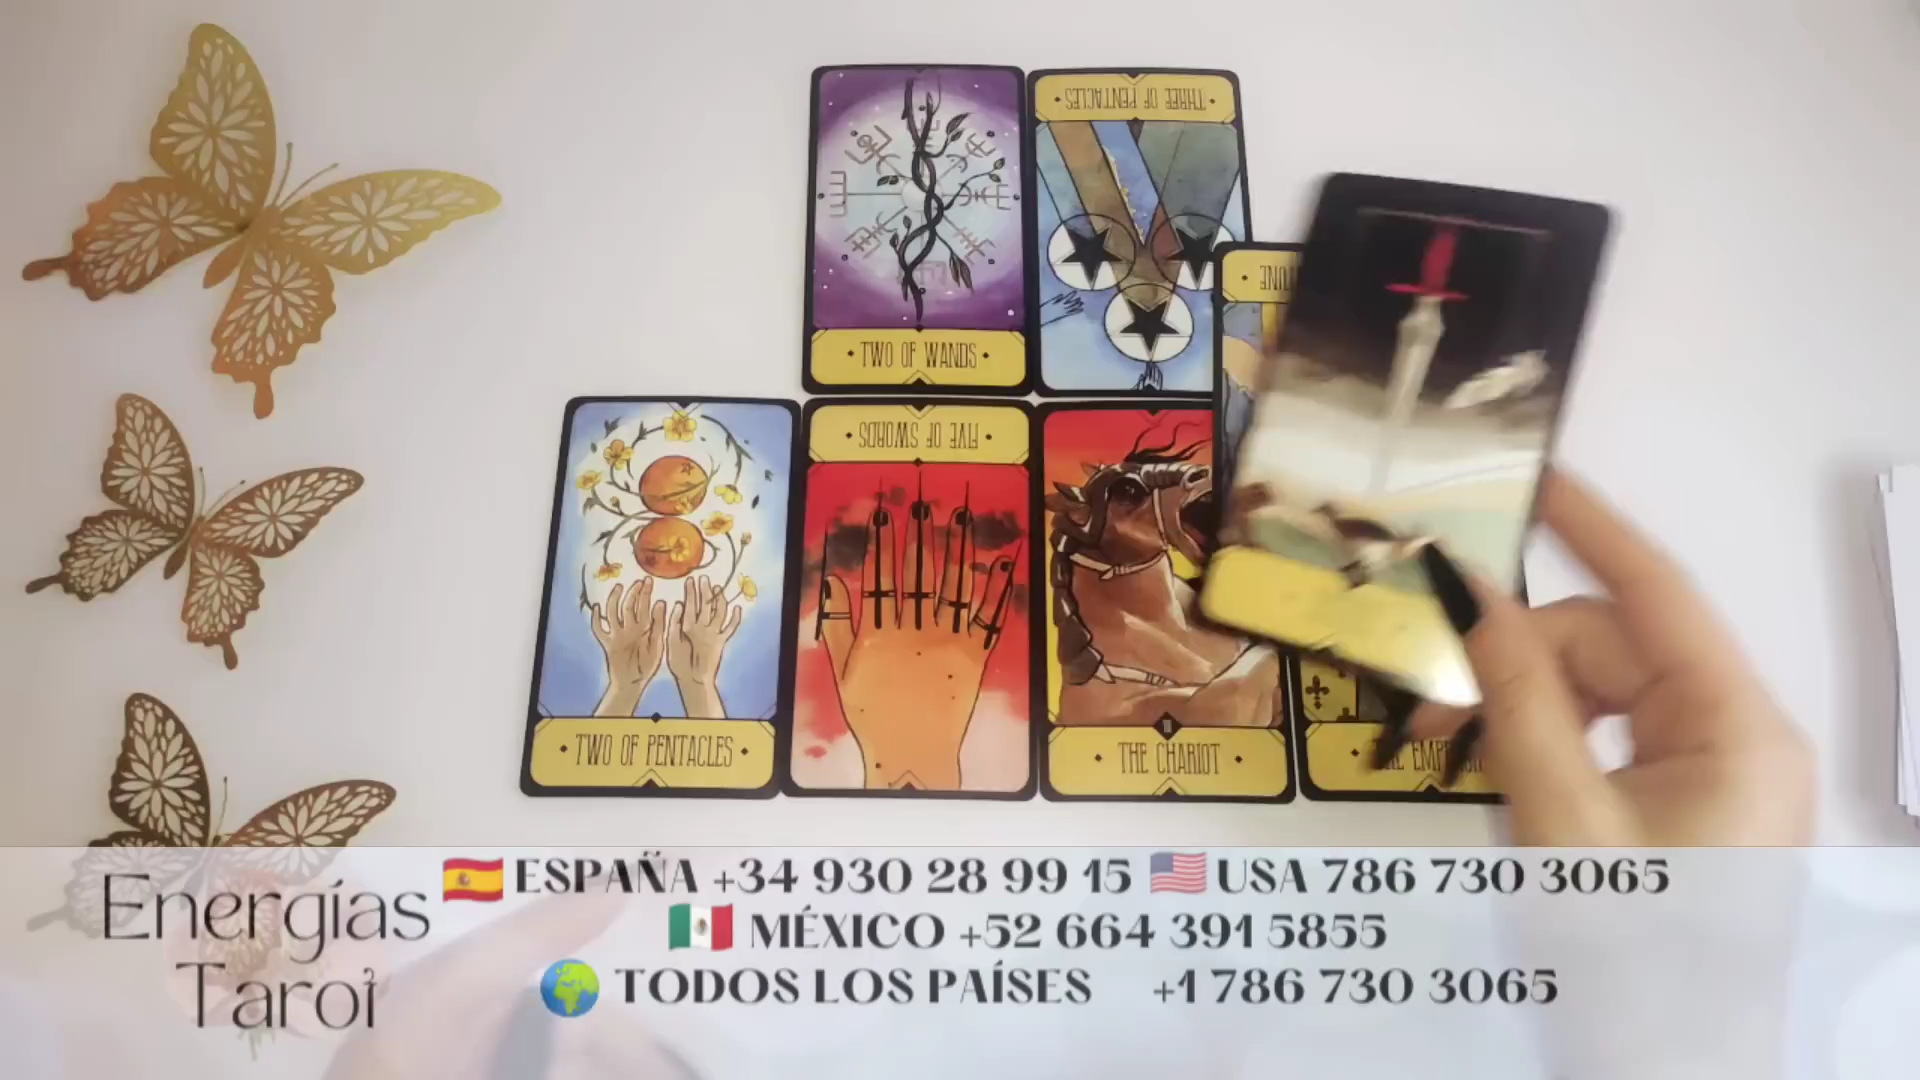 THREE OF PENTACLES
TWO OF WANDS
FIVE OF SWORDS
TWO OF PENTACLES
THE CHARIOT
Energías
Tarot
ESPAÑA +34 930 28 99 15 USA 786 730 3065
MÉXICO +52 664 391 5855
TODOS LOS PAÍSES +1 786 730 3065